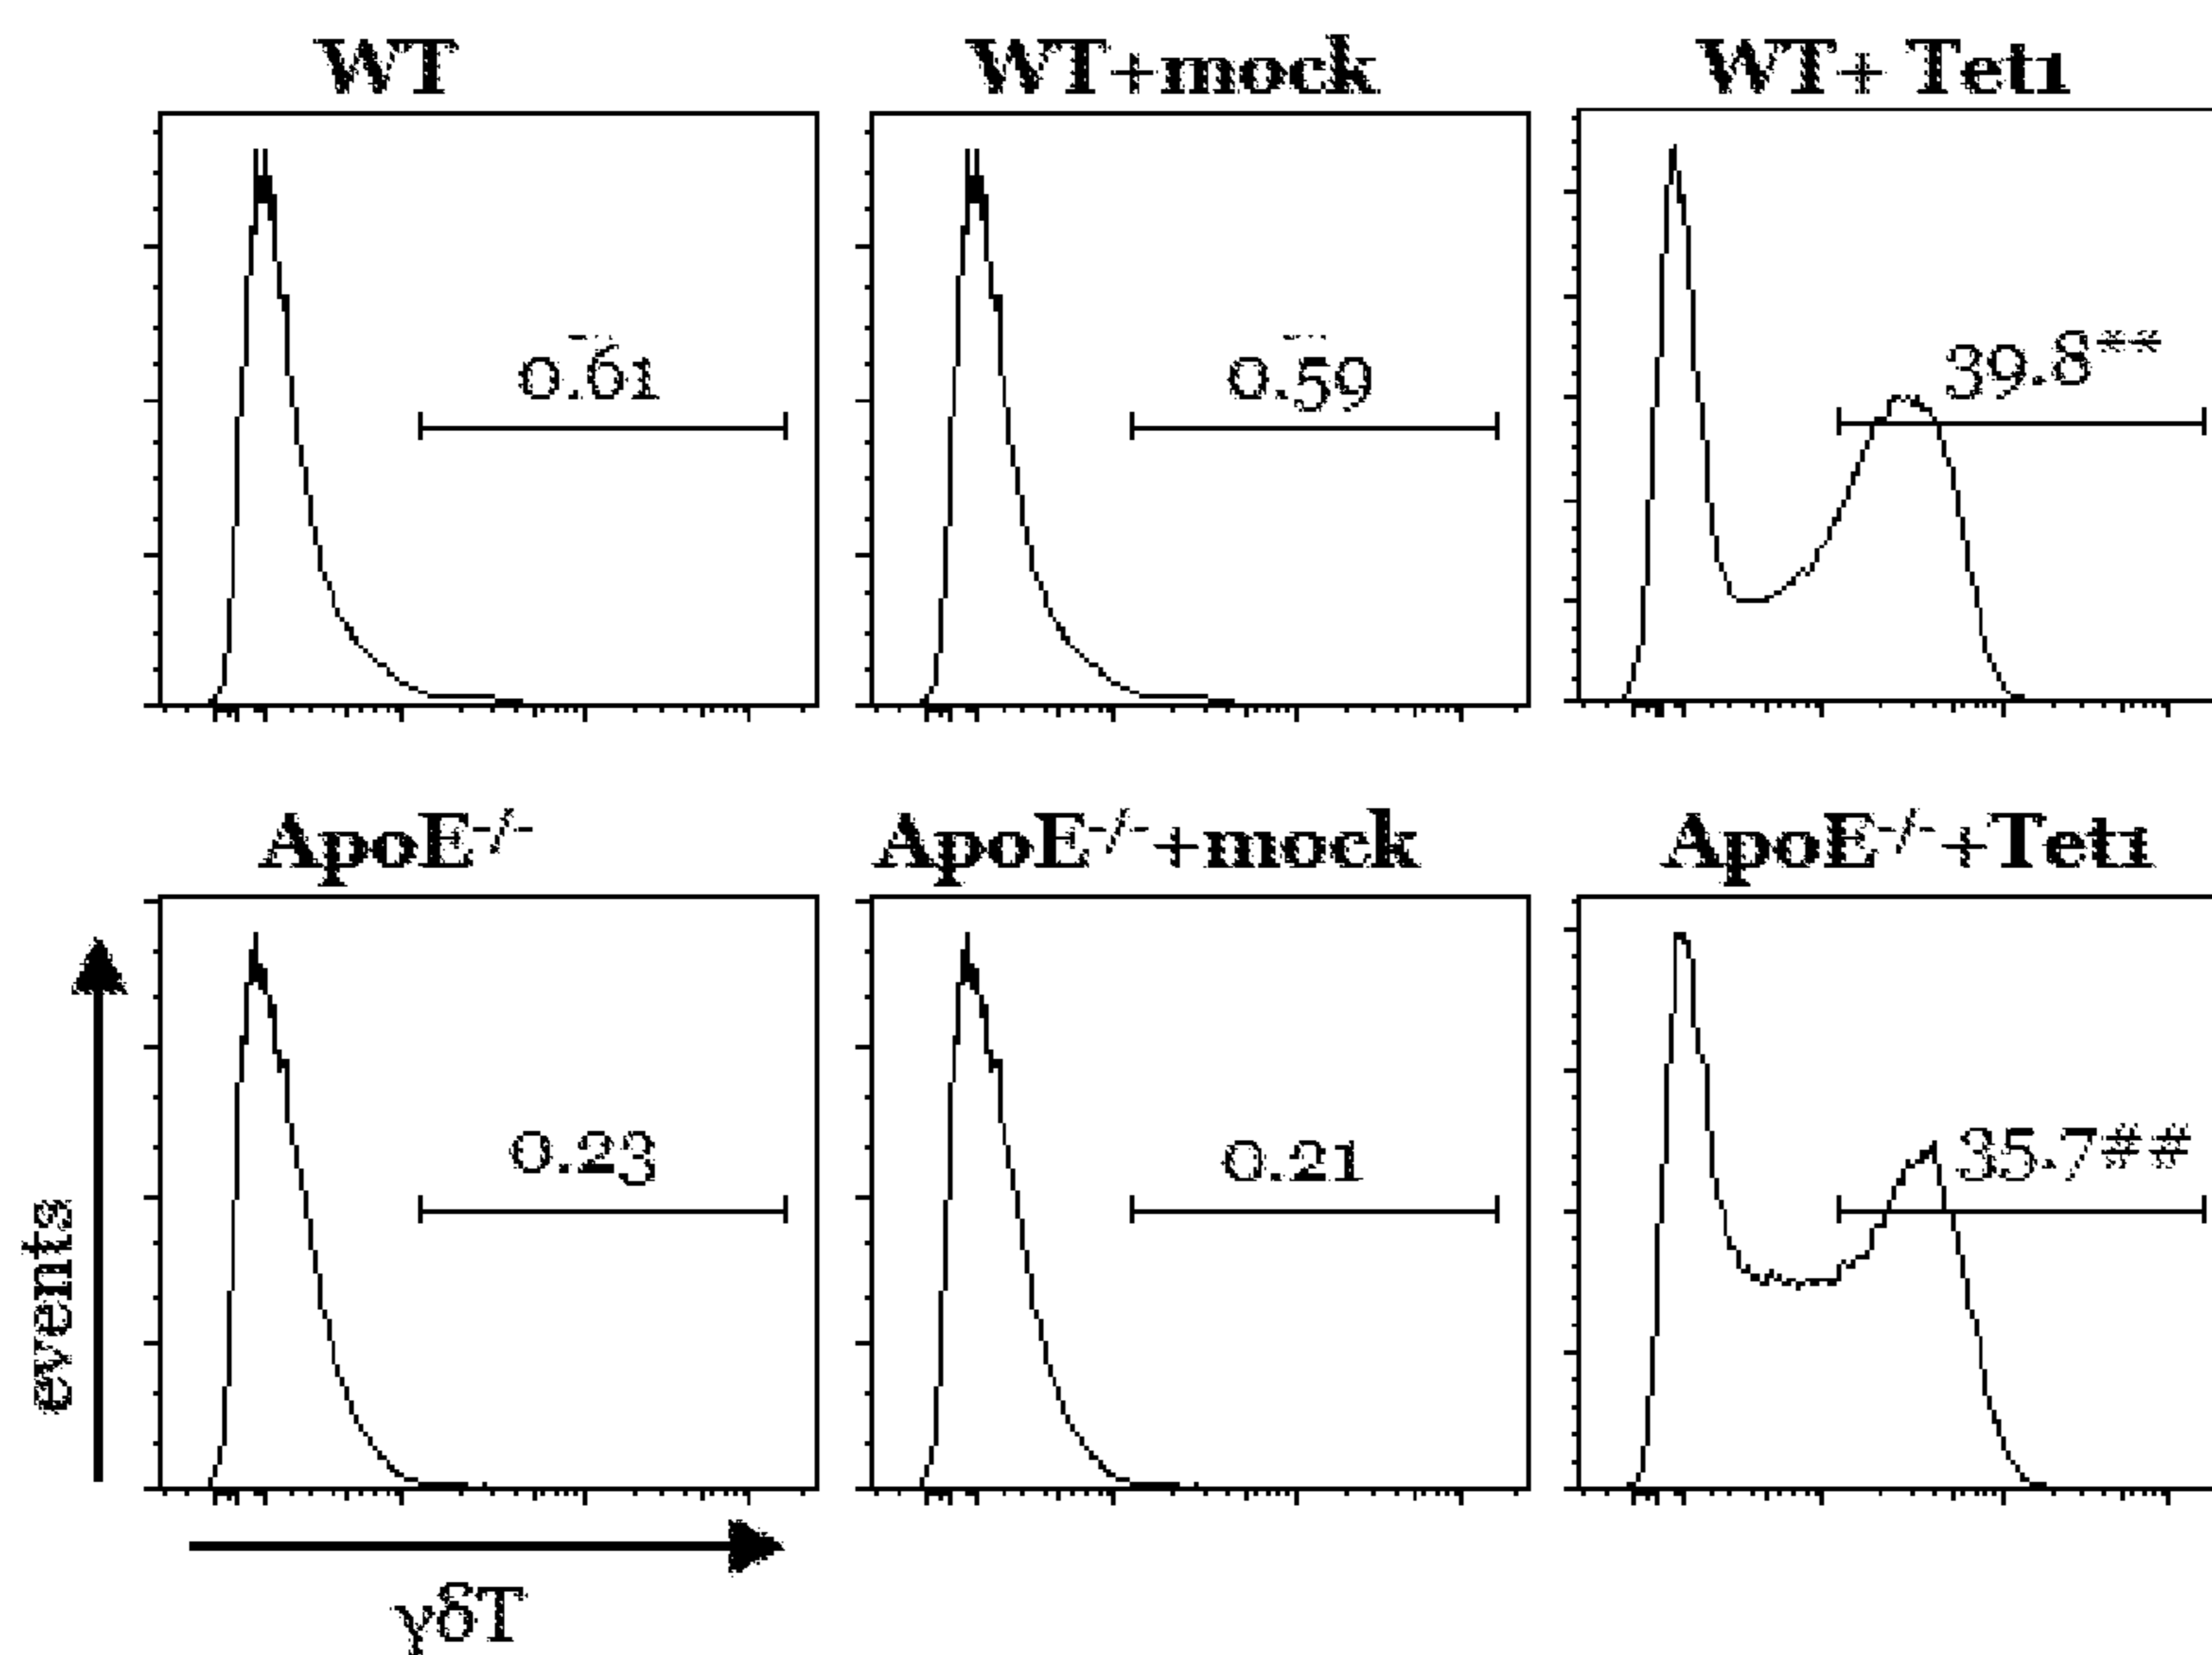 WT
WT+mock
WT+ Tet1
0.61
0.59
39.8##
ApoE-/-
ApoE-/-+mock
ApoE-/-+Tet1
0.23
0.21
35.7##
events
γδT